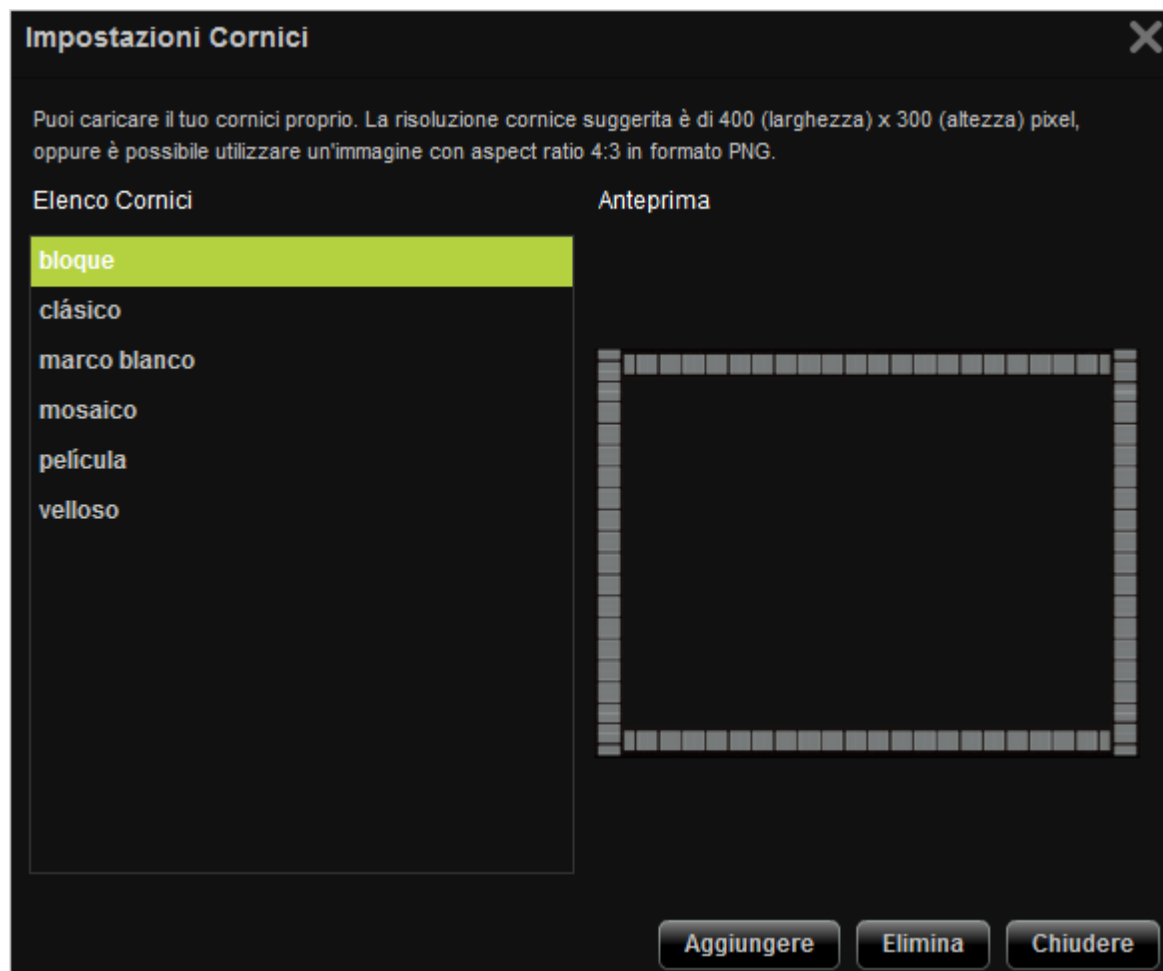 Impostazioni Cornici
Puoi caricare il tuo cornici proprio. La risoluzione cornice suggerita è di 400 (larghezza) x 300 (altezza) pixel,
oppure è possibile utilizzare un'immagine con aspect ratio 4:3 in formato PNG.
Elenco Cornici
Anteprima
bloque
clásico
marco blanco
mosaico
película
velloso
Aggiungere
Elimina
Chiudere